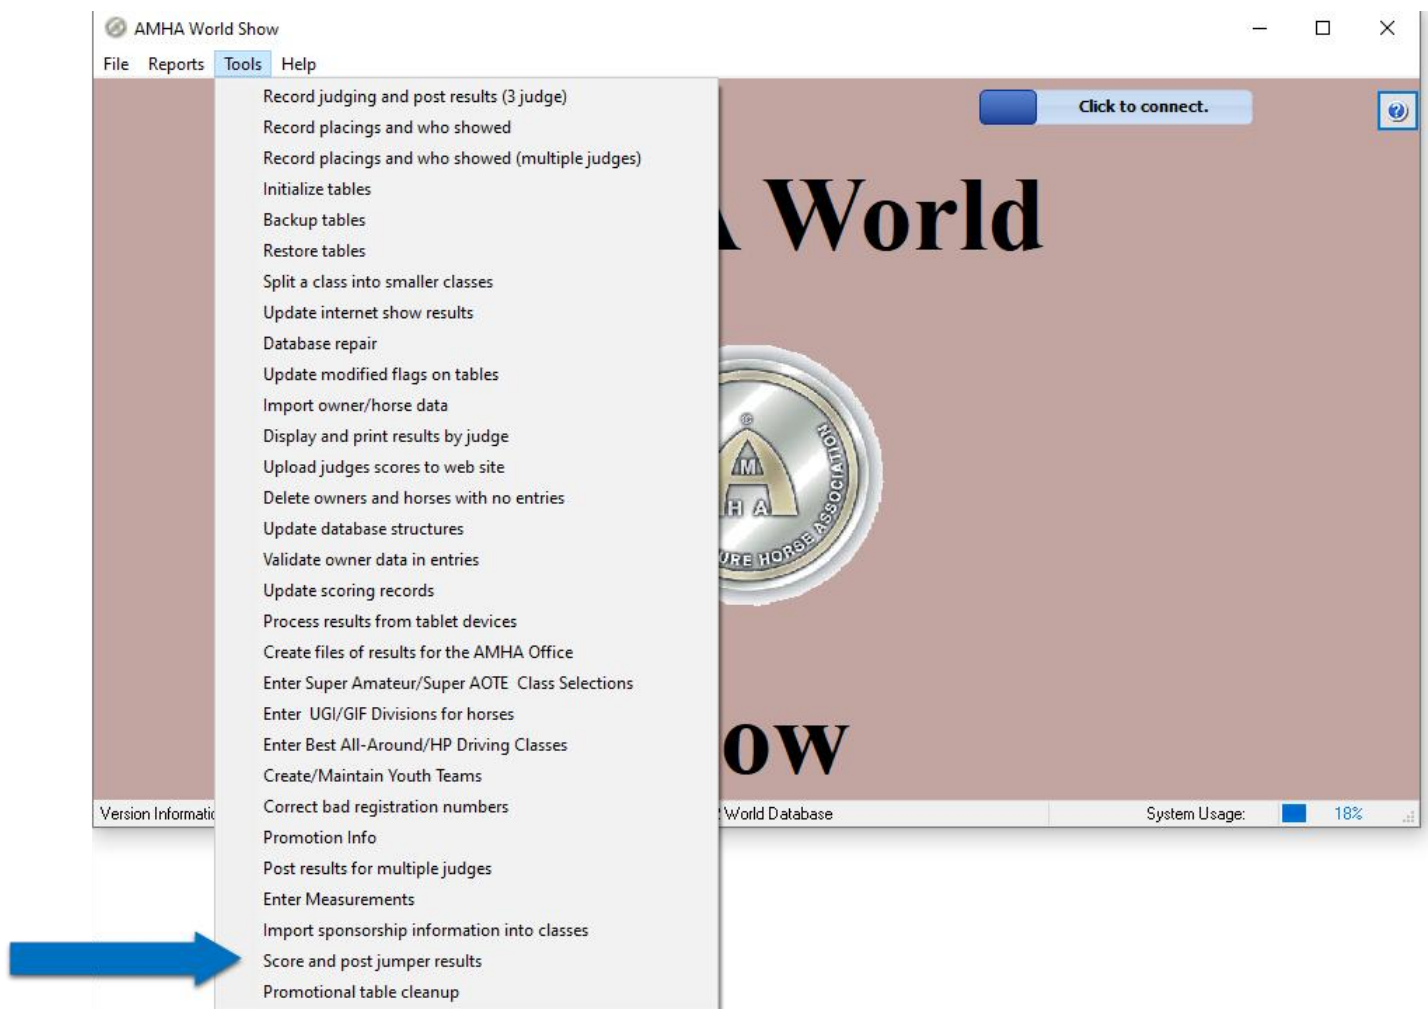 AMHA World Show
File Reports Tools Help
Record judging and post results (3 judge)
Record placings and who showed
Record placings and who showed (multiple judges)
Initialize tables
Backup tables
Restore tables
Split a class into smaller classes
Update internet show results
Database repair
Update modified flags on tables
Import owner/horse data
Display and print results by judge
Upload judges scores to web site
Delete owners and horses with no entries
Update database structures
Validate owner data in entries
Update scoring records
Process results from tablet devices
Create files of results for the AMHA Office
Enter Super Amateur/Super AOTE Class Selections
Enter UGI/GIF Divisions for horses
Enter Best All-Around/HP Driving Classes
Create/Maintain Youth Teams
Correct bad registration numbers
Promotion Info
Post results for multiple judges
Enter Measurements
Import sponsorship information into classes
Score and post jumper results
Promotional table cleanup
Click to connect.
World
©
A
M
H A
URE HORSE ASSOCIATION
ow
Version Informatio
World Database
System Usage:
18%